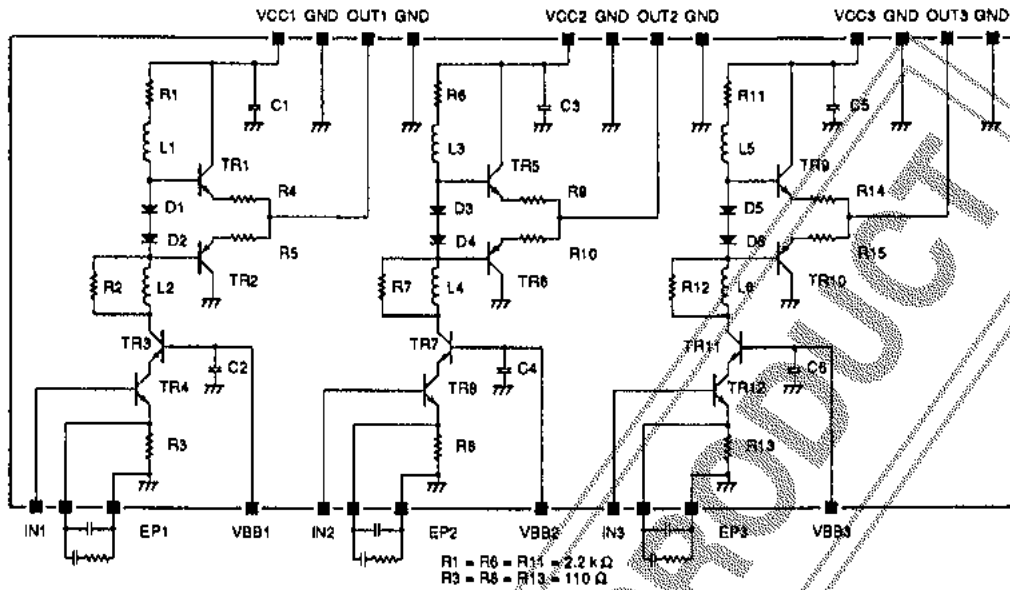 VCC1 GND OUT1 GND VCC2 GND OUT2 GND VCC3 GND OUT3 GND
R1 C1 R6 C3 R11 C5
L1 L3 L5
TR1 TR5 TR9
R4 R9 R14
D1 D3 D5
D2 D4 D6
R5 R10 R15
TR2 TR6 TR10
R2 L2 R7 L4 R12 L6
TR3 TR7 TR11
C2 C4 C6
TR4 TR8 TR12
R3 R8 R13
IN1 EP1 VBB1 IN2 EP2 VBB2 IN3 EP3 VBB3
R1 = R6 = R11 = 2.2 kΩ
R3 = R8 = R13 = 110 Ω
PRODUCT